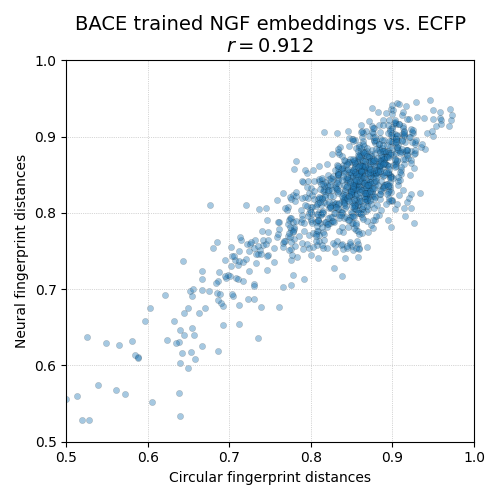 BACE trained NGF embeddings vs. ECFP
r = 0.912
1.0
0.9
0.8
0.7
0.6
0.5
Neural fingerprint distances
0.5 0.6 0.7 0.8 0.9 1.0
Circular fingerprint distances